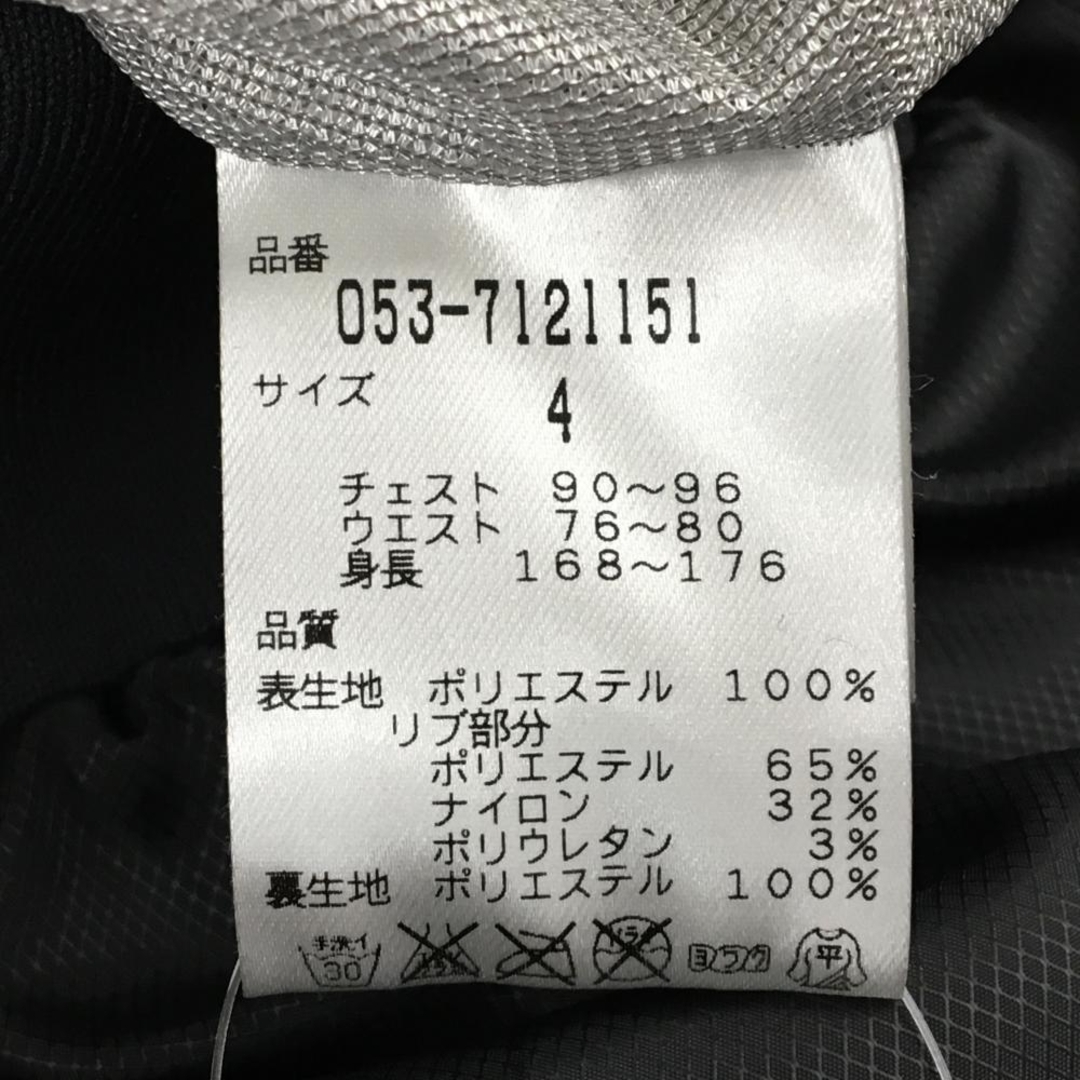 品番
053-7121151
サイズ 4
チェスト 90～96
ウエスト 76～80
身長 168～176
品質
表生地 ポリエステル 100%
リブ部分
ポリエステル 65%
ナイロン 32%
ポリウレタン 3%
裏生地 ポリエステル 100%
手洗イ 30 ヨワク 平